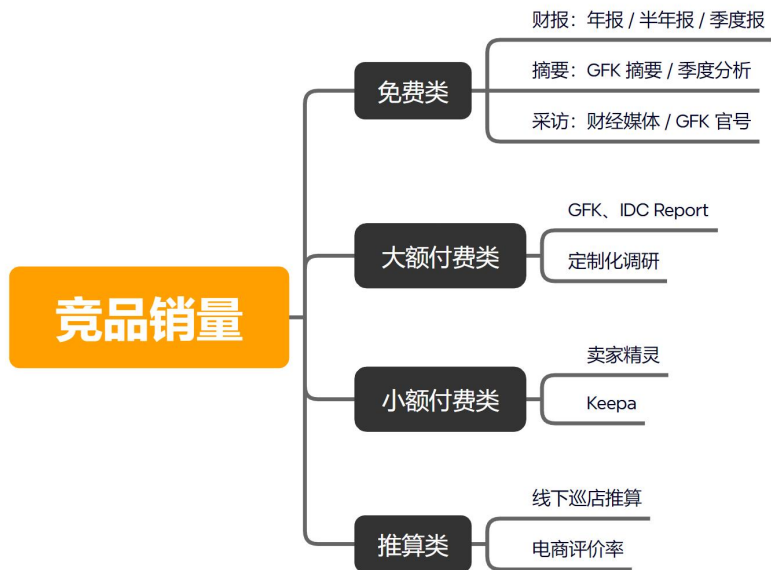 竞品销量
免费类
财报：年报 / 半年报 / 季度报
摘要：GFK 摘要 / 季度分析
采访：财经媒体 / GFK 官号
大额付费类
GFK、IDC Report
定制化调研
小额付费类
卖家精灵
Keepa
推算类
线下巡店推算
电商评价率